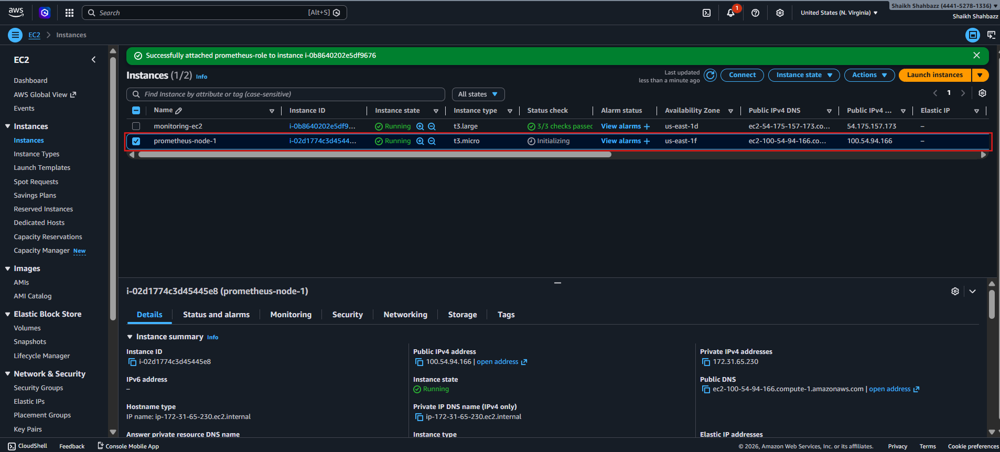 aws
Search [Alt+S]
1
United States (N. Virginia)
Shaikh Shahbazz (4441-5278-1336)
Shaikh Shahbazz
EC2 Instances
EC2
Dashboard
AWS Global View
Events
Instances
Instances
Instance Types
Launch Templates
Spot Requests
Savings Plans
Reserved Instances
Dedicated Hosts
Capacity Reservations
Capacity Manager New
Images
AMIs
AMI Catalog
Elastic Block Store
Volumes
Snapshots
Lifecycle Manager
Network & Security
Security Groups
Elastic IPs
Placement Groups
Key Pairs
Successfully attached prometheus-role to instance i-0b8640202e5df9676
Instances (1/2) Info
Last updated
less than a minute ago
Connect Instance state Actions Launch instances
Find Instance by attribute or tag (case-sensitive) All states
1
Name Instance ID Instance state Instance type Status check Alarm status Availability Zone Public IPv4 DNS Public IPv4 ... Elastic IP
monitoring-ec2 i-0b8640202e5df9... Running t3.large 3/3 checks passec View alarms us-east-1d ec2-54-175-157-173.co... 54.175.157.173 –
prometheus-node-1 i-02d1774c3d4544... Running t3.micro Initializing View alarms us-east-1f ec2-100-54-94-166.co... 100.54.94.166 –
i-02d1774c3d45445e8 (prometheus-node-1)
Details Status and alarms Monitoring Security Networking Storage Tags
Instance summary Info
Instance ID
i-02d1774c3d45445e8
Public IPv4 address
100.54.94.166 | open address
Private IPv4 addresses
172.31.65.230
IPv6 address
–
Instance state
Running
Public DNS
ec2-100-54-94-166.compute-1.amazonaws.com | open address
Hostname type
IP name: ip-172-31-65-230.ec2.internal
Private IP DNS name (IPv4 only)
ip-172-31-65-230.ec2.internal
Answer private resource DNS name
Instance type
Elastic IP addresses
CloudShell Feedback Console Mobile App
© 2026, Amazon Web Services, Inc. or its affiliates. Privacy Terms Cookie preferences